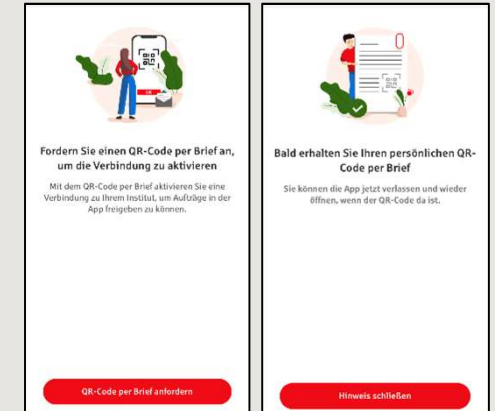 Fordern Sie einen QR-Code per Brief an,
um die Verbindung zu aktivieren
Mit dem QR-Code per Brief aktivieren Sie eine
Verbindung zu Ihrem Institut, um Aufträge in der
App freigeben zu können.
QR-Code per Brief anfordern
Bald erhalten Sie Ihren persönlichen QR-
Code per Brief
Sie können die App jetzt verlassen und wieder
öffnen, wenn der QR-Code da ist.
Hinweis schließen